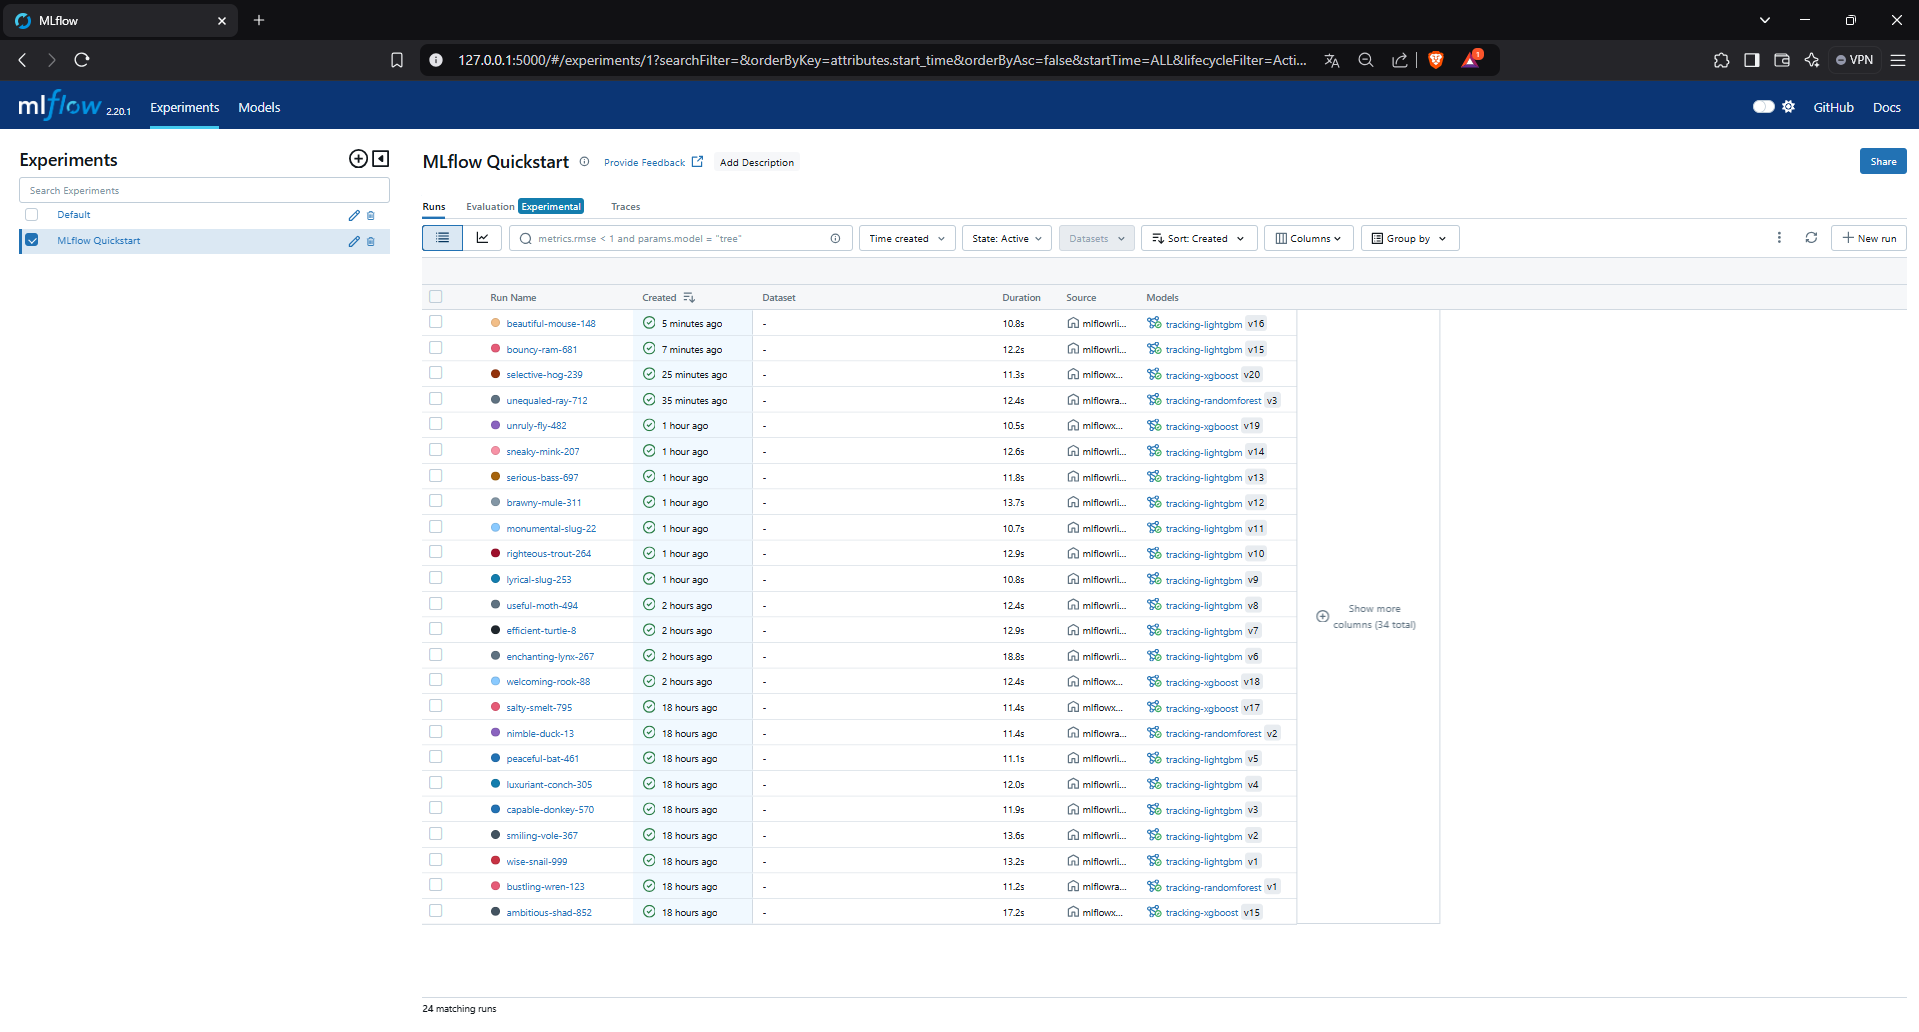 MLflow
127.0.0.1:5000/#/experiments/1?searchFilter=&orderByKey=attributes.start_time&orderByAsc=false&startTime=ALL&lifecycleFilter=Acti...
1
VPN
mlflow 2.20.1 Experiments Models GitHub Docs
Experiments
Search Experiments
Default
MLflow Quickstart
MLflow Quickstart Provide Feedback Add Description Share
Runs Evaluation Experimental Traces
metrics.rmse < 1 and params.model = "tree" Time created State: Active Datasets Sort: Created Columns Group by New run
Run Name Created Dataset Duration Source Models
beautiful-mouse-148 5 minutes ago - 10.8s mlflowrli... tracking-lightgbm v16
bouncy-ram-681 7 minutes ago - 12.2s mlflowrli... tracking-lightgbm v15
selective-hog-239 25 minutes ago - 11.3s mlflowx... tracking-xgboost v20
unequaled-ray-712 35 minutes ago - 12.4s mlflowra... tracking-randomforest v3
unruly-fly-482 1 hour ago - 10.5s mlflowx... tracking-xgboost v19
sneaky-mink-207 1 hour ago - 12.6s mlflowrli... tracking-lightgbm v14
serious-bass-697 1 hour ago - 11.8s mlflowrli... tracking-lightgbm v13
brawny-mule-311 1 hour ago - 13.7s mlflowrli... tracking-lightgbm v12
monumental-slug-22 1 hour ago - 10.7s mlflowrli... tracking-lightgbm v11
righteous-trout-264 1 hour ago - 12.9s mlflowrli... tracking-lightgbm v10
lyrical-slug-253 1 hour ago - 10.8s mlflowrli... tracking-lightgbm v9
useful-moth-494 2 hours ago - 12.4s mlflowrli... tracking-lightgbm v8
efficient-turtle-8 2 hours ago - 12.9s mlflowrli... tracking-lightgbm v7
enchanting-lynx-267 2 hours ago - 18.8s mlflowrli... tracking-lightgbm v6
welcoming-rook-88 2 hours ago - 12.4s mlflowx... tracking-xgboost v18
salty-smelt-795 18 hours ago - 11.4s mlflowx... tracking-xgboost v17
nimble-duck-13 18 hours ago - 11.4s mlflowra... tracking-randomforest v2
peaceful-bat-461 18 hours ago - 11.1s mlflowrli... tracking-lightgbm v5
luxuriant-conch-305 18 hours ago - 12.0s mlflowrli... tracking-lightgbm v4
capable-donkey-570 18 hours ago - 11.9s mlflowrli... tracking-lightgbm v3
smiling-vole-367 18 hours ago - 13.6s mlflowrli... tracking-lightgbm v2
wise-snail-999 18 hours ago - 13.2s mlflowrli... tracking-lightgbm v1
bustling-wren-123 18 hours ago - 11.2s mlflowra... tracking-randomforest v1
ambitious-shad-852 18 hours ago - 17.2s mlflowx... tracking-xgboost v15
Show more
columns (34 total)
24 matching runs